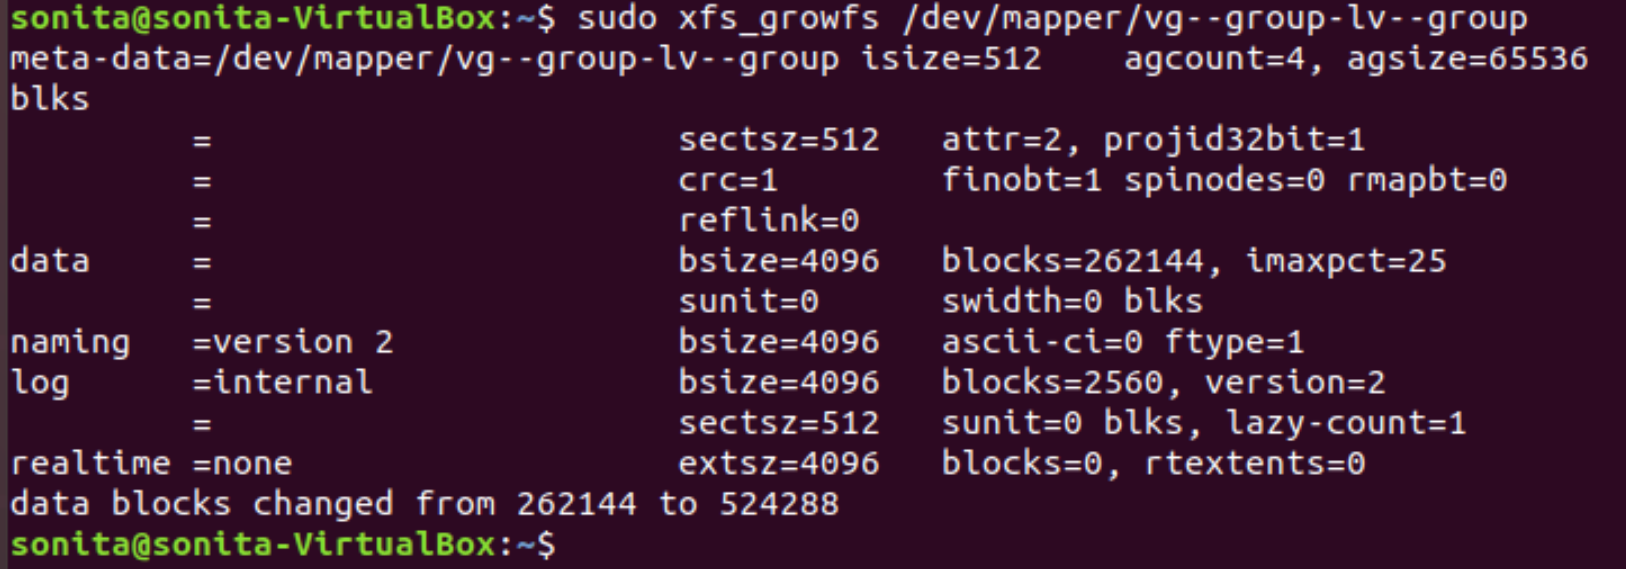 sonita@sonita-VirtualBox:~$ sudo xfs_growfs /dev/mapper/vg--group-lv--group
meta-data=/dev/mapper/vg--group-lv--group isize=512    agcount=4, agsize=65536
blks
         =                       sectsz=512   attr=2, projid32bit=1
         =                       crc=1        finobt=1 spinodes=0 rmapbt=0
         =                       reflink=0
data     =                       bsize=4096   blocks=262144, imaxpct=25
         =                       sunit=0      swidth=0 blks
naming   =version 2              bsize=4096   ascii-ci=0 ftype=1
log      =internal               bsize=4096   blocks=2560, version=2
         =                       sectsz=512   sunit=0 blks, lazy-count=1
realtime =none                   extsz=4096   blocks=0, rtextents=0
data blocks changed from 262144 to 524288
sonita@sonita-VirtualBox:~$